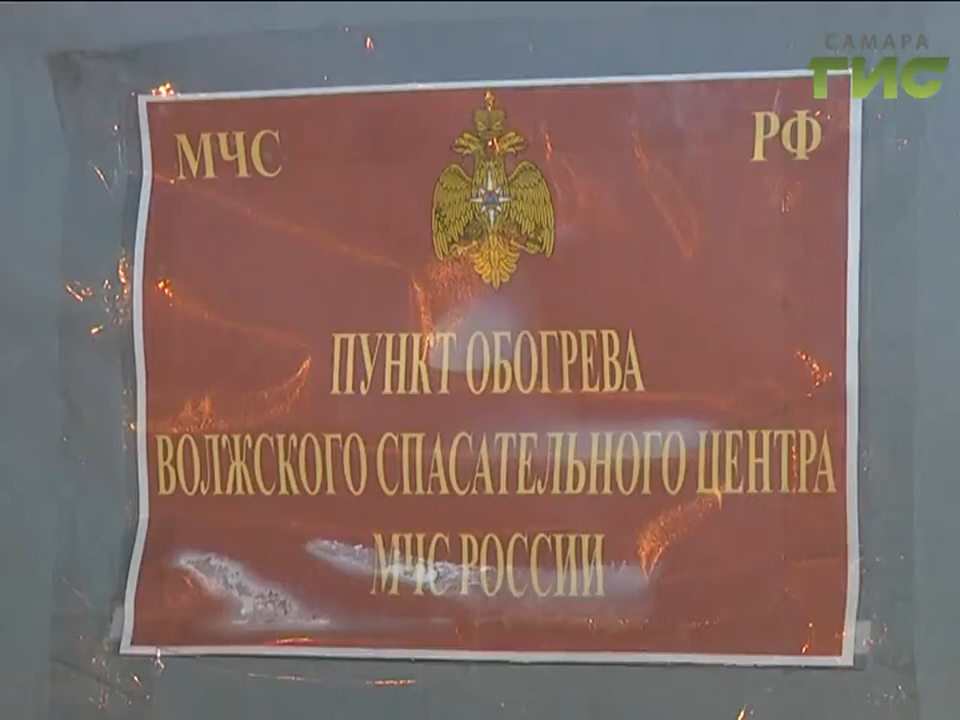 САМАРА
ГИС
МЧС РФ
ПУНКТ ОБОГРЕВА
ВОЛЖСКОГО СПАСАТЕЛЬНОГО ЦЕНТРА
МЧС РОССИИ